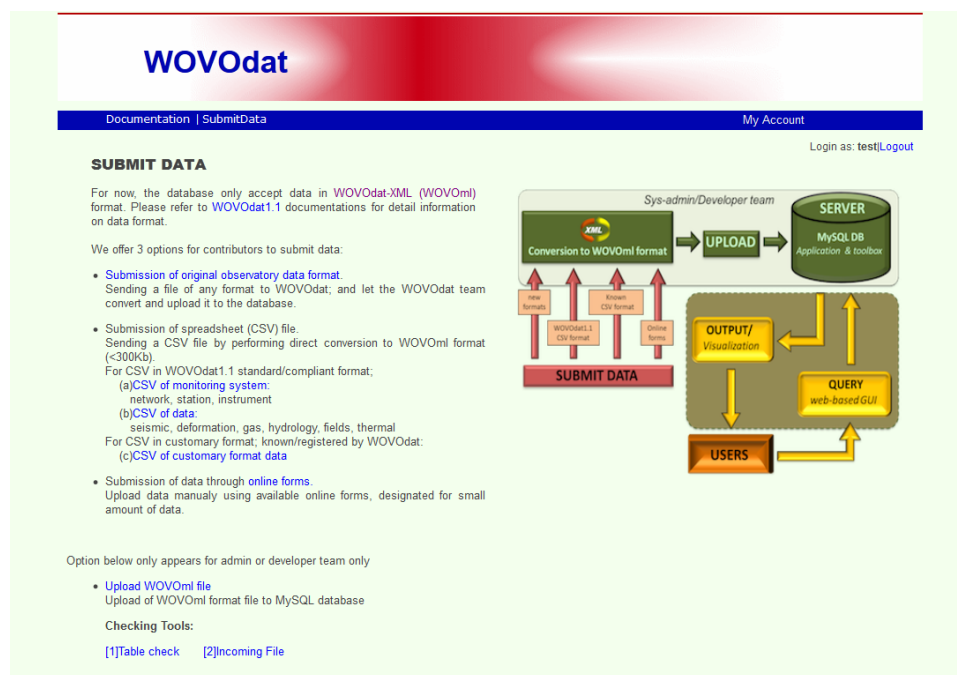 WOVOdat
Documentation | SubmitData
My Account
Login as: test|Logout
SUBMIT DATA
For now, the database only accept data in WOVOdat-XML (WOVOml)
format. Please refer to WOVOdat1.1 documentations for detail information
on data format.
We offer 3 options for contributors to submit data:
• Submission of original observatory data format.
Sending a file of any format to WOVOdat; and let the WOVOdat team
convert and upload it to the database.
• Submission of spreadsheet (CSV) file.
Sending a CSV file by performing direct conversion to WOVOml format
(<300Kb).
For CSV in WOVOdat1.1 standard/compliant format;
(a)CSV of monitoring system:
network, station, instrument
(b)CSV of data:
seismic, deformation, gas, hydrology, fields, thermal
For CSV in customary format; known/registered by WOVOdat:
(c)CSV of customary format data
• Submission of data through online forms.
Upload data manualy using available online forms, designated for small
amount of data.
Option below only appears for admin or developer team only
• Upload WOVOml file
Upload of WOVOml format file to MySQL database
Checking Tools:
[1]Table check [2]Incoming File
Sys-admin/Developer team
XML
Conversion to WOVOml format
UPLOAD
SERVER
MySQL DB
Application & toolbox
new
formats
WOVOdat1.1
CSV format
Known
CSV format
Online
forms
SUBMIT DATA
OUTPUT/
Visualization
QUERY
web-based GUI
USERS